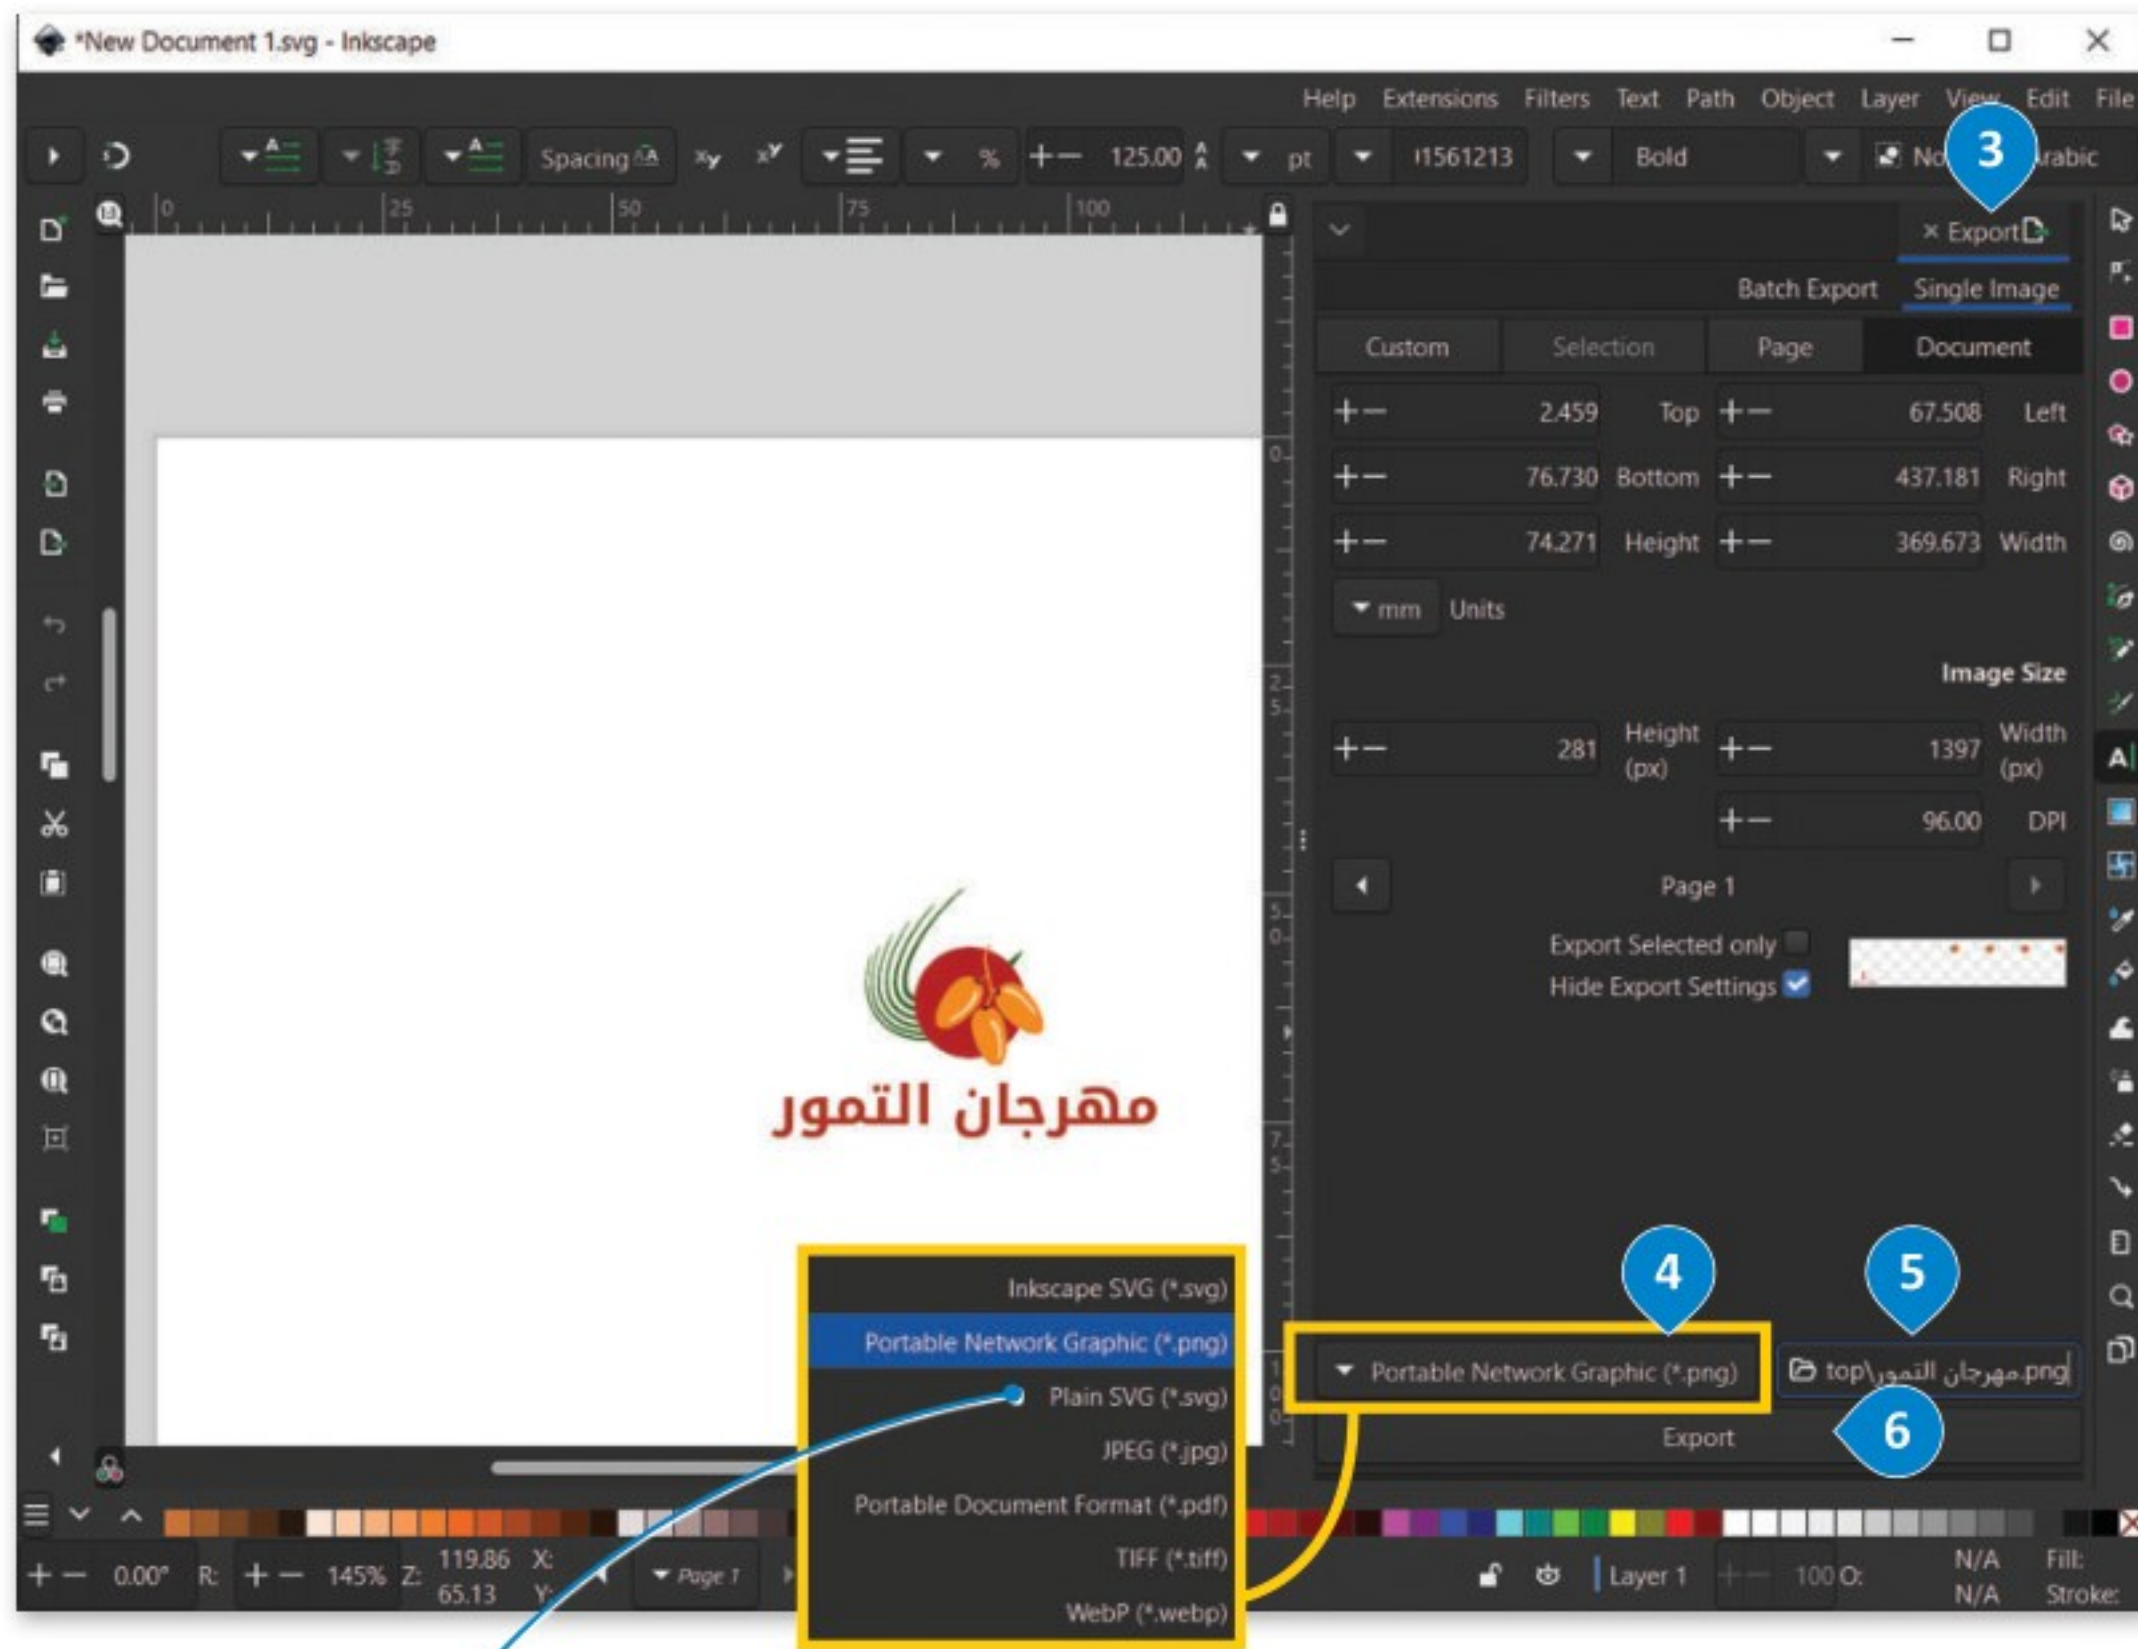 *New Document 1.svg - Inkscape
Help Extensions Filters Text Path Object Layer View Edit File
Spacing % 125.00 pt 11561213 Bold 3
0 25 50 75 100
Export
Batch Export Single Image
Custom Selection Page Document
2.459 Top 67.508 Left
76.730 Bottom 437.181 Right
74.271 Height 369.673 Width
mm Units
Image Size
281 Height (px) 1397 Width (px)
96.00 DPI
Page 1
Export Selected only
Hide Export Settings
مهرجان التمور
4 5
Inkscape SVG (*.svg)
Portable Network Graphic (*.png)
Plain SVG (*.svg)
JPEG (*.jpg)
Portable Document Format (*.pdf)
TIFF (*.tiff)
WebP (*.webp)
Portable Network Graphic (*.png) top\مهرجان التمور.png
Export 6
0.00° R: 145% Z: 119.86 X: Page 1 Layer 1 100 O: N/A Fill:
65.13 Y: N/A Stroke: